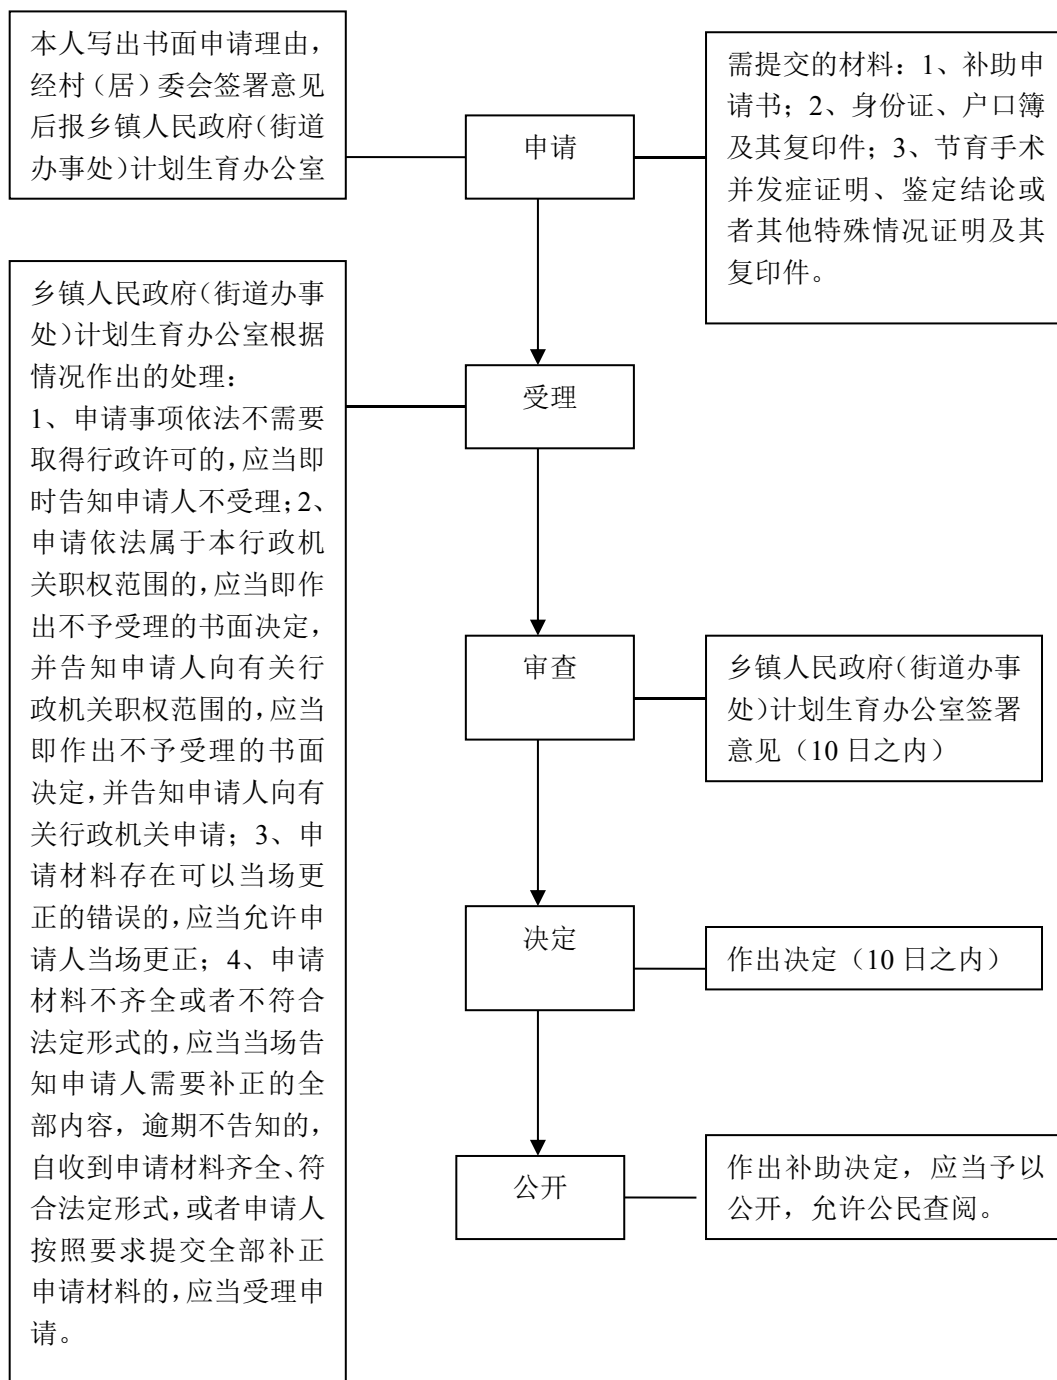 本人写出书面申请理由，
经村（居）委会签署意见
后报乡镇人民政府（街道
办事处）计划生育办公室
申请
需提交的材料：1、补助申
请书；2、身份证、户口簿
及其复印件；3、节育手术
并发症证明、鉴定结论或
者其他特殊情况证明及其
复印件。
乡镇人民政府（街道办事
处）计划生育办公室根据
情况作出的处理：
1、申请事项依法不需要
取得行政许可的，应当即
时告知申请人不受理；2、
申请依法属于本行政机
关职权范围的，应当即作
出不予受理的书面决定，
并告知申请人向有关行
政机关职权范围的，应当
即作出不予受理的书面
决定，并告知申请人向有
关行政机关申请；3、申
请材料存在可以当场更
正的错误的，应当允许申
请人当场更正；4、申请
材料不齐全或者不符合
法定形式的，应当当场告
知申请人需要补正的全
部内容，逾期不告知的，
自收到申请材料齐全、符
合法定形式，或者申请人
按照要求提交全部补正
申请材料的，应当受理申
请。
受理
审查
乡镇人民政府（街道办事
处）计划生育办公室签署
意见（10 日之内）
决定
作出决定（10 日之内）
公开
作出补助决定，应当予以
公开，允许公民查阅。